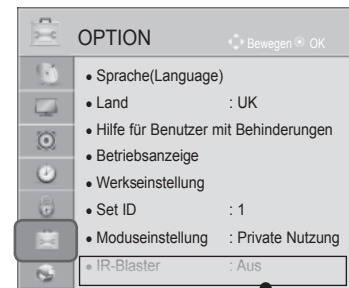 OPTION
Bewegen OK
• Sprache(Language)
• Land : UK
• Hilfe für Benutzer mit Behinderungen
• Betriebsanzeige
• Werkseinstellung
• Set ID : 1
• Moduseinstellung : Private Nutzung
• IR-Blaster : Aus